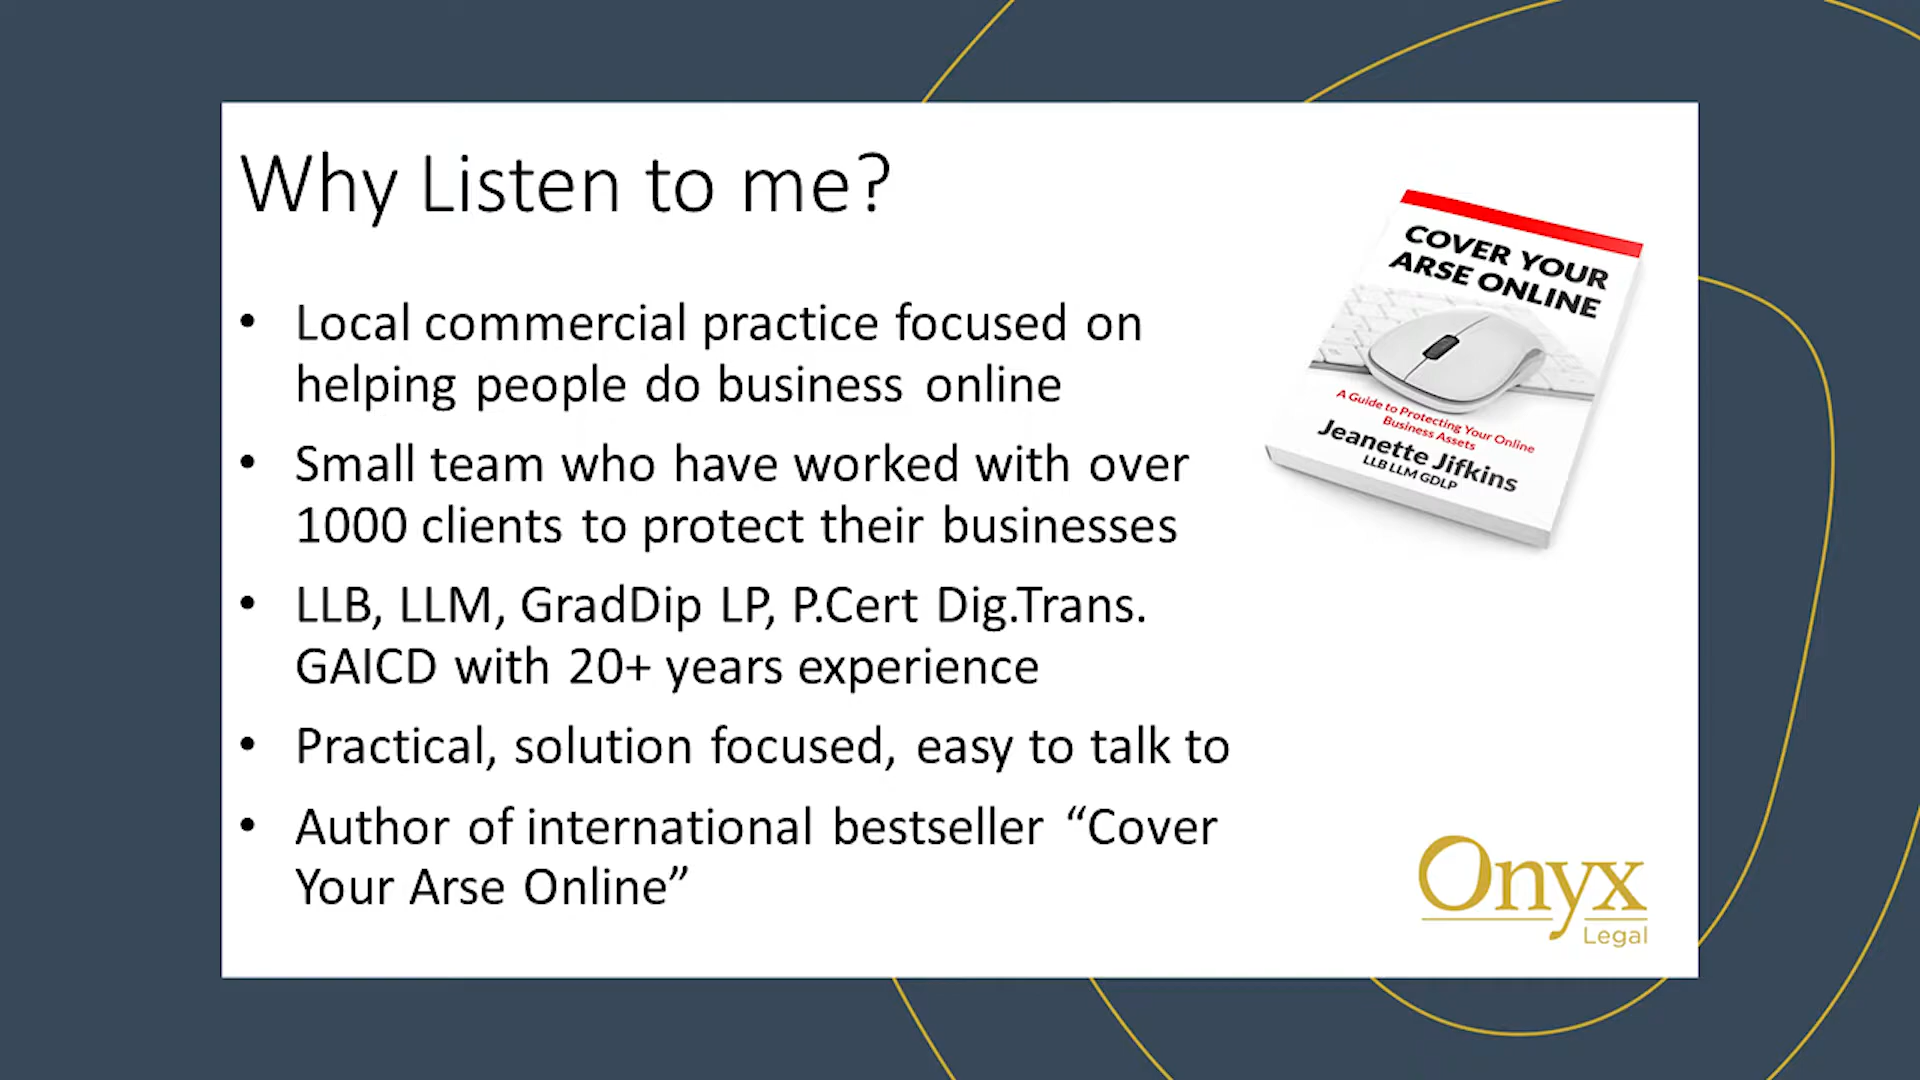 Why Listen to me?
• Local commercial practice focused on
helping people do business online
• Small team who have worked with over
1000 clients to protect their businesses
• LLB, LLM, GradDip LP, P.Cert Dig.Trans.
GAICD with 20+ years experience
• Practical, solution focused, easy to talk to
• Author of international bestseller “Cover
Your Arse Online”
COVER YOUR
ARSE ONLINE
A Guide to Protecting Your Online
Business Assets
Jeanette Jifkins
LLB LLM GDLP
Onyx
Legal